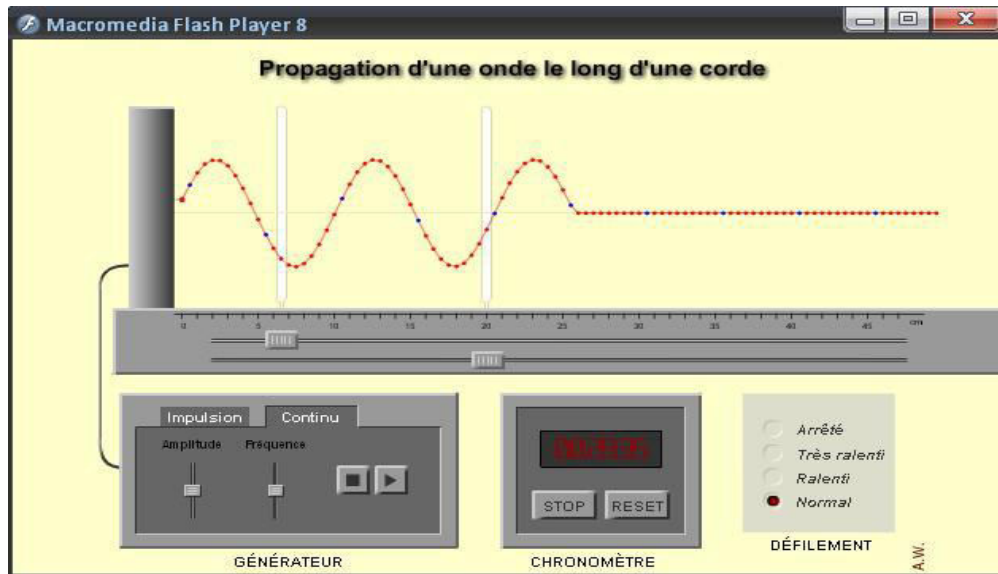 Macromedia Flash Player 8
Propagation d'une onde le long d'une corde
0 5 10 15 20 25 30 35 40 45 cm
Impulsion Continu
Amplitude Fréquence
STOP RESET
Arrêté
Très ralenti
Ralenti
Normal
GÉNÉRATEUR
CHRONOMÈTRE
DÉFILEMENT
A.W.